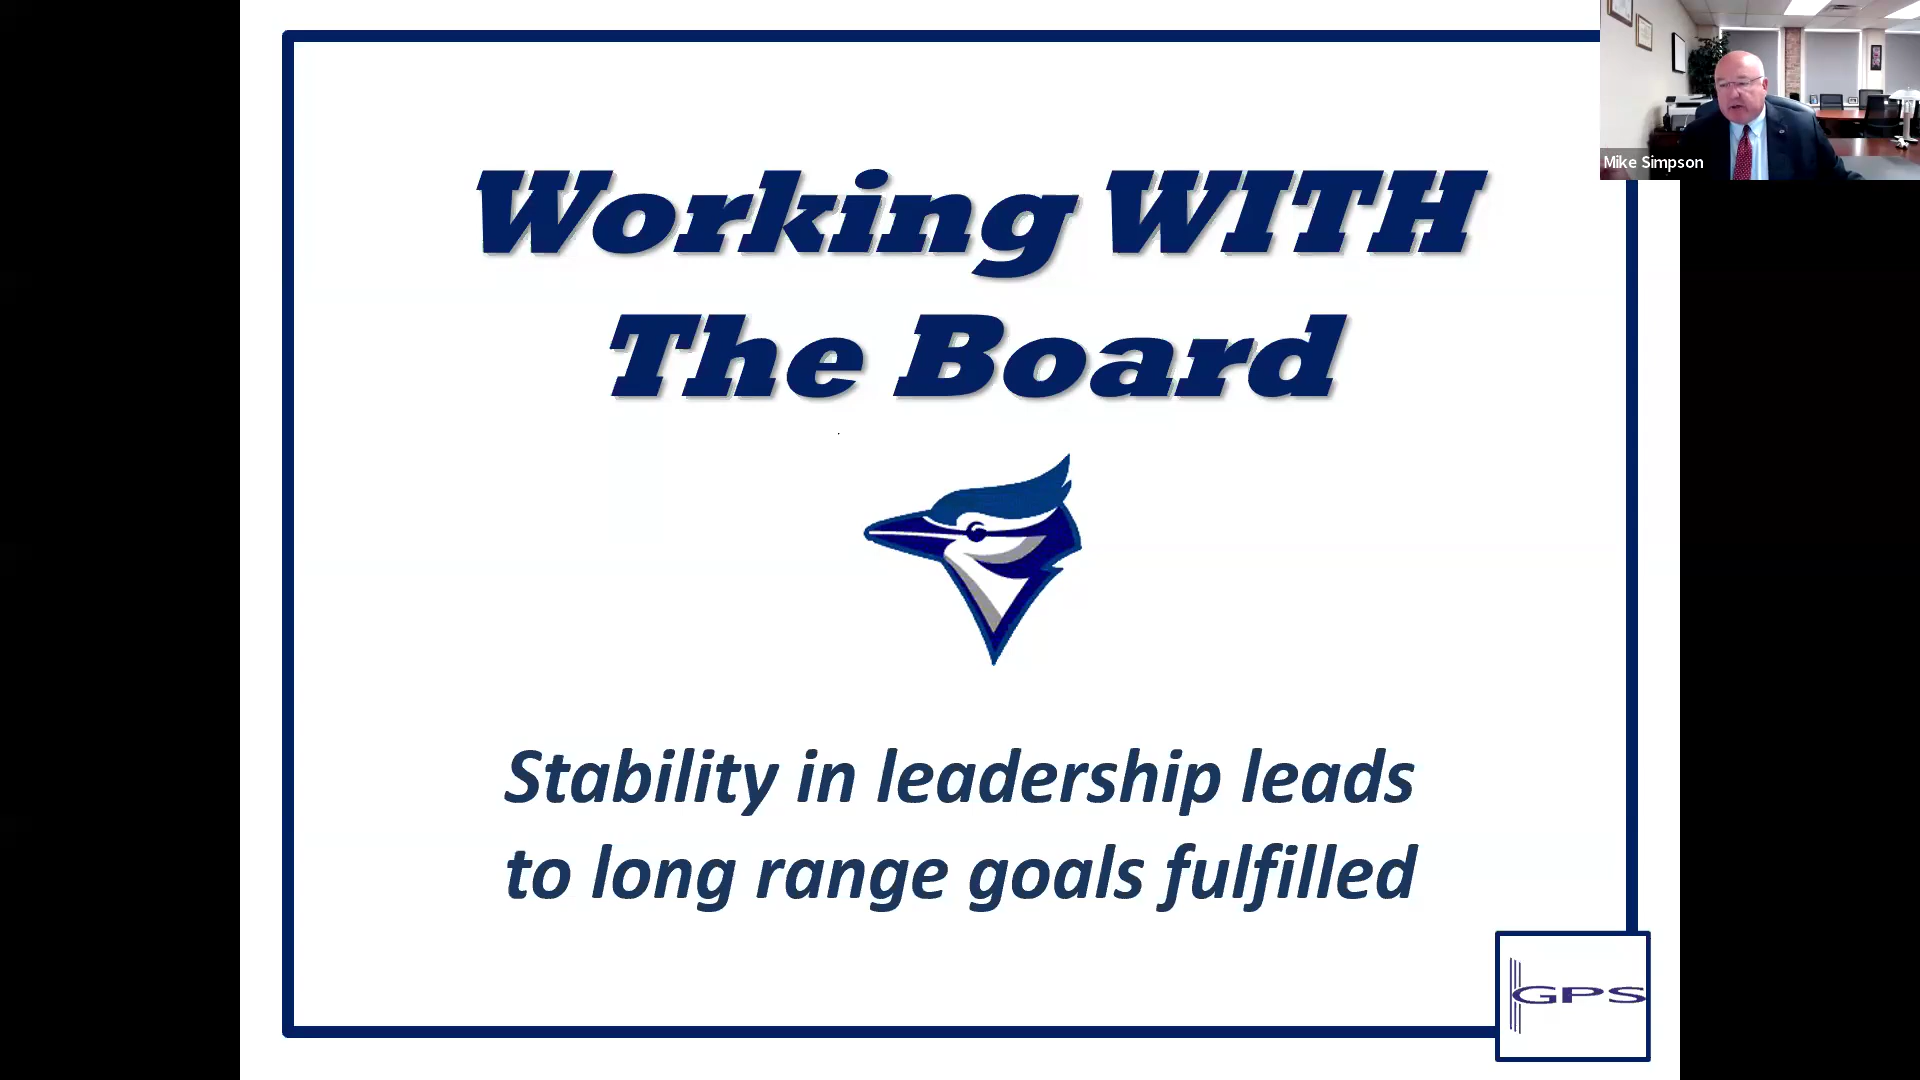 Mike Simpson
Working WITH
The Board
Stability in leadership leads
to long range goals fulfilled
GPS